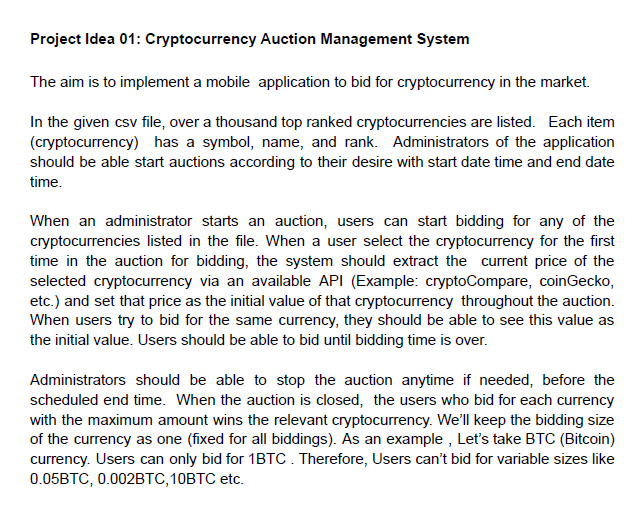 Project Idea 01: Cryptocurrency Auction Management System
The aim is to implement a mobile application to bid for cryptocurrency in the market.
In the given csv file, over a thousand top ranked cryptocurrencies are listed. Each item
(cryptocurrency) has a symbol, name, and rank. Administrators of the application
should be able start auctions according to their desire with start date time and end date
time.
When an administrator starts an auction, users can start bidding for any of the
cryptocurrencies listed in the file. When a user select the cryptocurrency for the first
time in the auction for bidding, the system should extract the current price of the
selected cryptocurrency via an available API (Example: cryptoCompare, coinGecko,
etc.) and set that price as the initial value of that cryptocurrency throughout the auction.
When users try to bid for the same currency, they should be able to see this value as
the initial value. Users should be able to bid until bidding time is over.
Administrators should be able to stop the auction anytime if needed, before the
scheduled end time. When the auction is closed, the users who bid for each currency
with the maximum amount wins the relevant cryptocurrency. We'll keep the bidding size
of the currency as one (fixed for all biddings). As an example , Let's take BTC (Bitcoin)
currency. Users can only bid for 1BTC . Therefore, Users can't bid for variable sizes like
0.05BTC, 0.002BTC,10BTC etc.